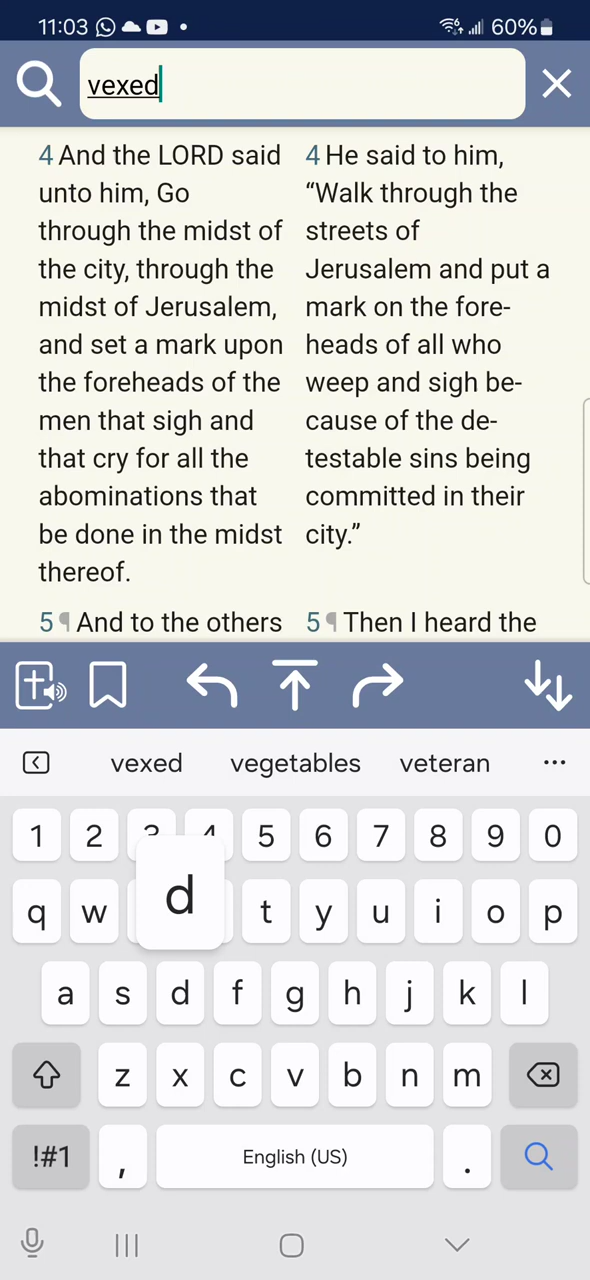 11:03 60%
vexed
4 And the LORD said
unto him, Go
through the midst of
the city, through the
midst of Jerusalem,
and set a mark upon
the foreheads of the
men that sigh and
that cry for all the
abominations that
be done in the midst
thereof.
5 ¶ And to the others
4 He said to him,
“Walk through the
streets of
Jerusalem and put a
mark on the fore-
heads of all who
weep and sigh be-
cause of the de-
testable sins being
committed in their
city.”
5 ¶ Then I heard the
vexed vegetables veteran ...
1 2 3 4 5 6 7 8 9 0
q w d t y u i o p
a s d f g h j k l
z x c v b n m
!#1 , English (US) .